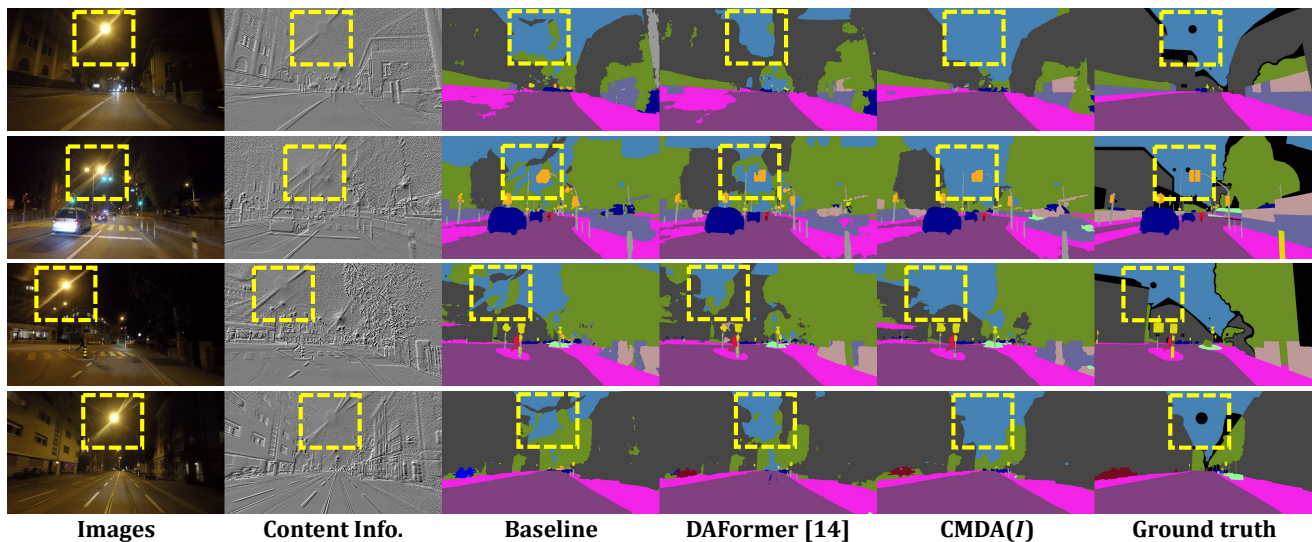 Images Content Info. Baseline DAFormer [14] CMDA(I) Ground truth